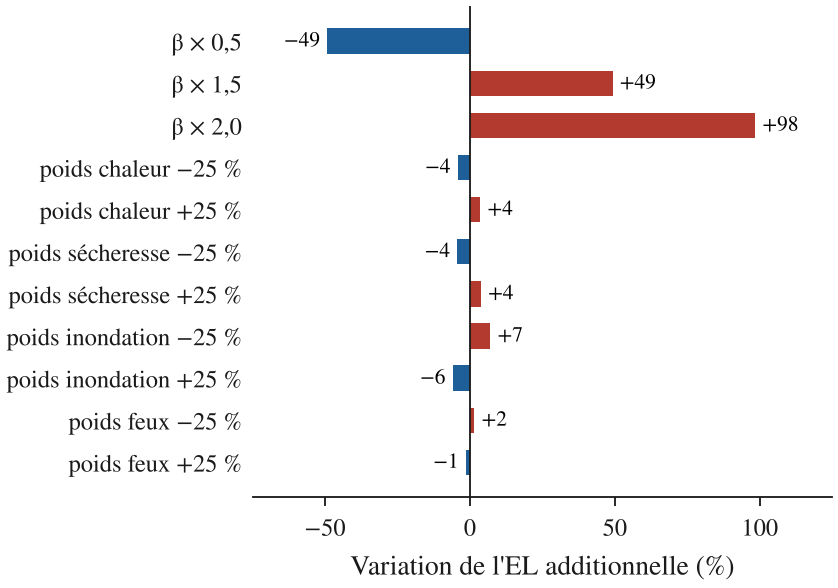 β × 0,5 −49
β × 1,5 +49
β × 2,0 +98
poids chaleur −25 % −4
poids chaleur +25 % +4
poids sécheresse −25 % −4
poids sécheresse +25 % +4
poids inondation −25 % +7
poids inondation +25 % −6
poids feux −25 % +2
poids feux +25 % −1
−50 0 50 100
Variation de l'EL additionnelle (%)